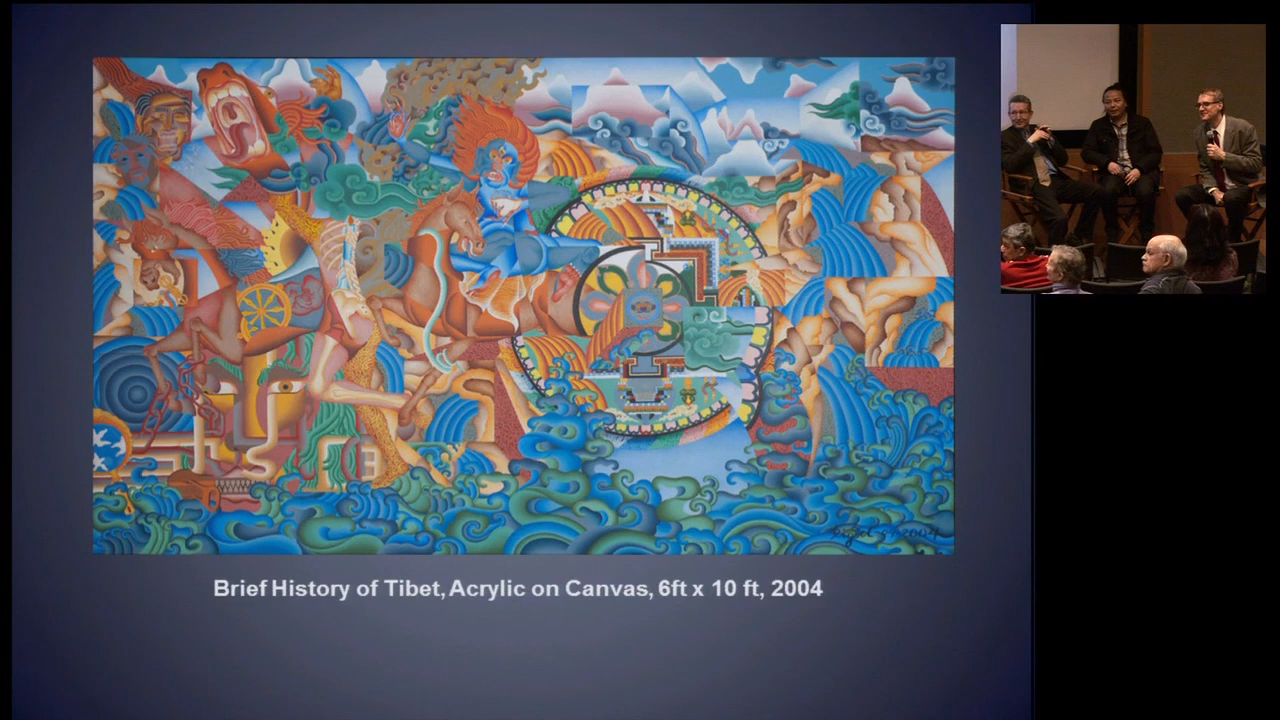 Brief History of Tibet, Acrylic on Canvas, 6ft x 10 ft, 2004